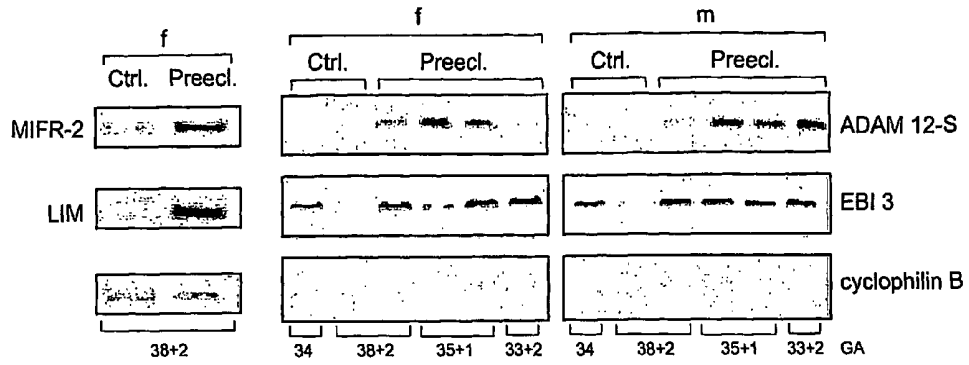 f
f
m
Ctrl. Preecl.
Ctrl. Preecl.
Ctrl. Preecl.
MIFR-2
ADAM 12-S
LIM
EBI 3
cyclophilin B
38+2
34 38+2 35+1 33+2
34 38+2 35+1 33+2 GA